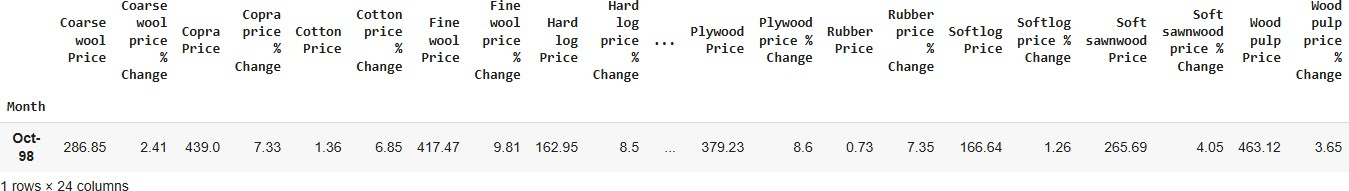 Month Coarse wool Price Coarse wool price % Change Copra Price Copra price % Change Cotton Price Cotton price % Change Fine wool Price Fine wool price % Change Hard log Price Hard log price % Change ... Plywood Price Plywood price % Change Rubber Price Rubber price % Change Softlog Price Softlog price % Change Soft sawnwood Price Soft sawnwood price % Change Wood pulp Price Wood pulp price % Change
Oct-98 286.85 2.41 439.0 7.33 1.36 6.85 417.47 9.81 162.95 8.5 ... 379.23 8.6 0.73 7.35 166.64 1.26 265.69 4.05 463.12 3.65
1 rows × 24 columns